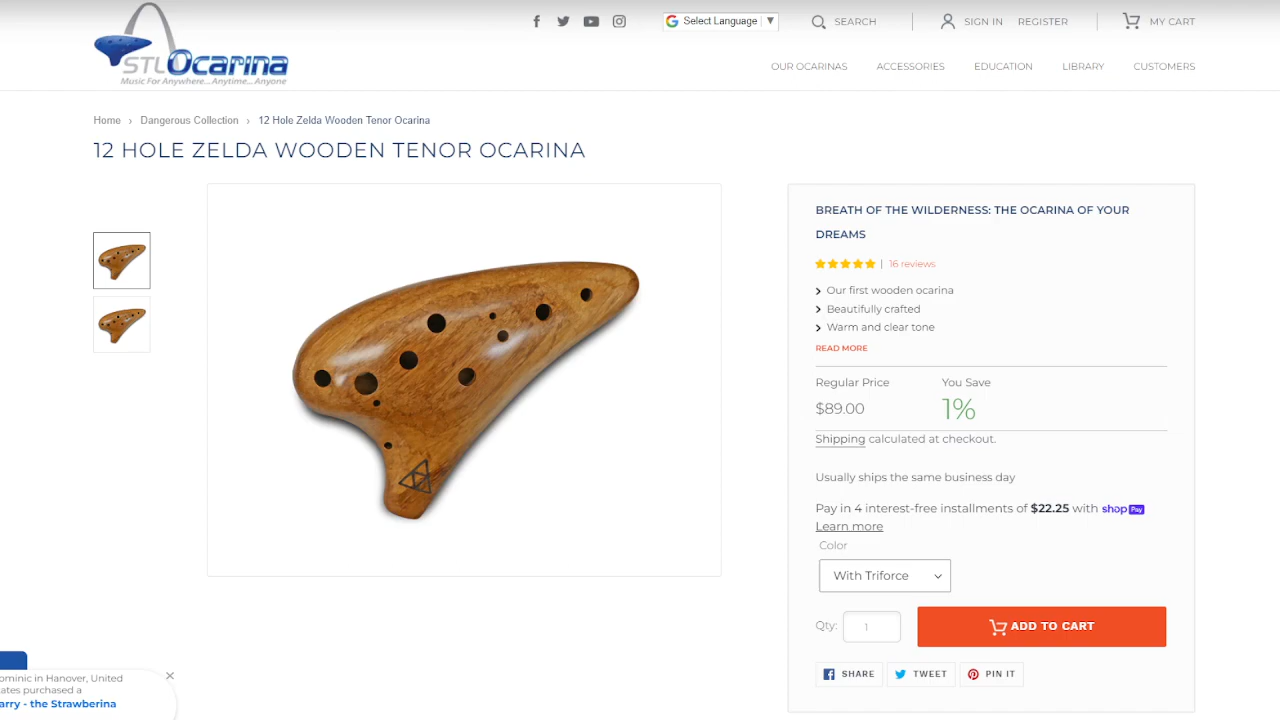 Select Language ▼
SEARCH
SIGN IN
REGISTER
MY CART
STLOcarina
Music For Anywhere... Anytime... Anyone
OUR OCARINAS
ACCESSORIES
EDUCATION
LIBRARY
CUSTOMERS
Home › Dangerous Collection › 12 Hole Zelda Wooden Tenor Ocarina
12 HOLE ZELDA WOODEN TENOR OCARINA
BREATH OF THE WILDERNESS: THE OCARINA OF YOUR
DREAMS
| 16 reviews
Our first wooden ocarina
Beautifully crafted
Warm and clear tone
READ MORE
Regular Price
You Save
$89.00
1%
Shipping calculated at checkout.
Usually ships the same business day
Pay in 4 interest-free installments of $22.25 with shop Pay
Learn more
Color
With Triforce
Qty: 1
ADD TO CART
SHARE
TWEET
PIN IT
ominic in Hanover, United
ates purchased a
arry - the Strawberina